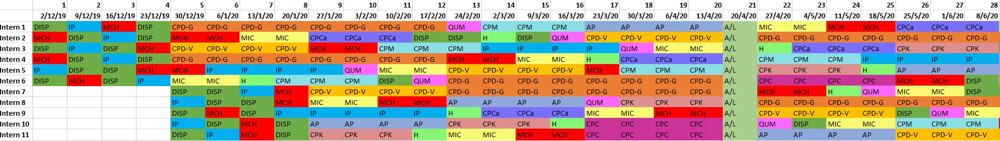 1 2 3 4 5 6 7 8 9 10 11 12 13 14 15 16 17 18 19 20 21 22 23 24 25 26 27 28
2/12/19 9/12/19 16/12/19 23/12/19 30/12/19 6/1/20 13/1/20 20/1/20 27/1/20 3/2/20 10/2/20 17/2/20 24/2/20 2/3/20 9/3/20 16/3/20 23/3/20 30/3/20 6/4/20 13/4/20 20/4/20 27/4/20 4/5/20 11/5/20 18/5/20 25/5/20 1/6/20 8/6/20
Intern 1 DISP IP MCH DISP CPD-G CPD-G CPD-G CPD-G CPD-G CPD-G CPD-G CPD-G QUM CPM CPM CPM AP AP AP AP A/L MIC MIC MCH MCH CPCa CPCa CPCa
Intern 2 MCH DISP IP DISP MCH MCH MIC MIC CPCa CPCa CPCa DISP DISP H DISP QUM CPD-V CPD-V CPD-V CPD-V A/L CPD-G CPD-G CPD-G CPD-G CPD-G CPD-G CPD-G
Intern 3 DISP IP DISP MCH CPD-V CPD-V CPD-V CPD-V MCH MCH CPM CPM CPM IP IP IP IP QUM MIC MIC A/L H CPCa CPCa CPCa CPK CPK CPK
Intern 4 MCH DISP IP DISP CPD-G CPD-G CPD-G CPD-G CPD-G CPD-G CPD-G CPD-G MCH MCH MIC MIC H CPCa CPCa CPCa A/L CPM CPM CPM IP IP IP IP
Intern 5 IP DISP DISP MCH MCH IP IP IP IP QUM MIC MIC CPD-V CPD-V CPD-V CPD-V MCH CPM CPM CPM A/L CPK CPK CPK H AP AP AP
Intern 6 DISP MCH DISP IP MIC MIC H CPM CPM CPM DISP QUM CPD-G CPD-G CPD-G CPD-G CPD-G CPD-G CPD-G CPD-G A/L CPC CPC CPC CPC MCH MCH DISP
Intern 7 DISP DISP IP MCH CPD-V CPD-V CPD-V CPD-V CPD-G CPD-G CPD-G CPD-G CPD-G CPD-G CPD-G CPD-G A/L MCH MCH H QUM MIC MIC DISP
Intern 8 IP DISP DISP MCH MIC MIC MCH MCH AP AP AP AP QUM CPK CPK CPK A/L CPD-G CPD-G CPD-G CPD-G CPD-G CPD-G CPD-G
Intern 9 DISP MCH DISP IP IP IP IP IP H CPCa CPCa CPCa MIC MIC MCH MCH A/L CPD-V CPD-V CPD-V CPD-V DISP QUM MIC
Intern 10 IP DISP MCH DISP AP AP AP AP CPK CPK CPK H CPC CPC CPC CPC A/L QUM DISP MIC MIC CPM CPM CPM
Intern 11 DISP IP MCH DISP CPK CPK CPK H MIC MIC MCH MCH CPC CPC CPC CPC A/L AP AP AP AP CPD-V CPD-V CPD-V